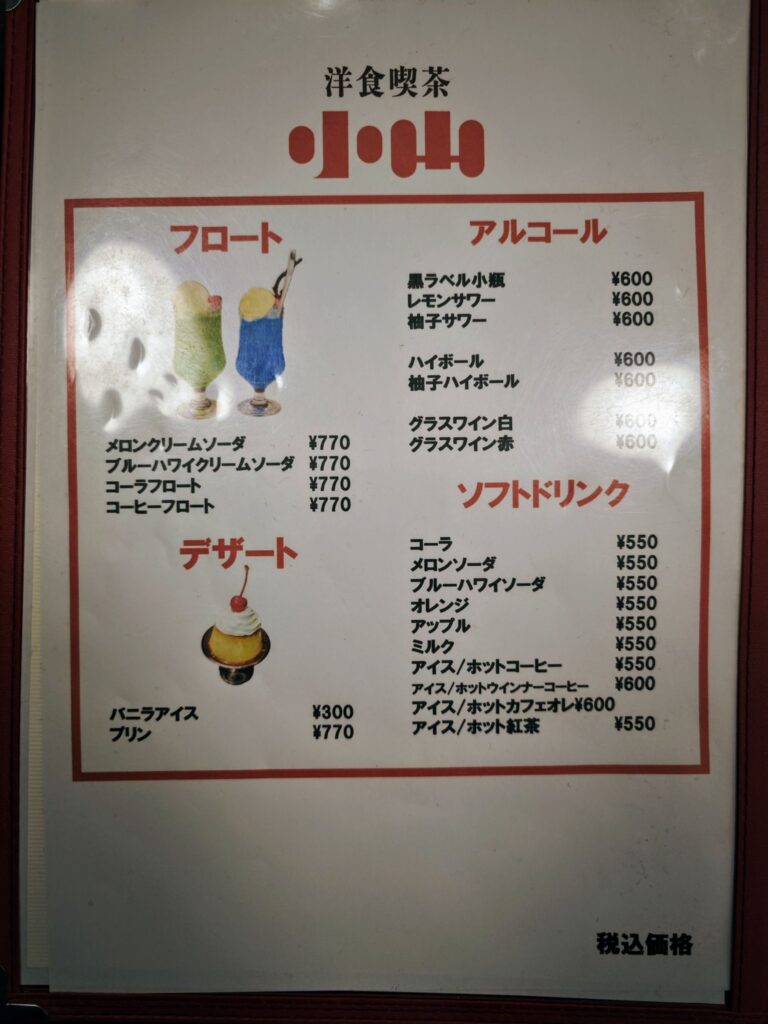 洋食喫茶
小山
フロート
メロンクリームソーダ ¥770
ブルーハワイクリームソーダ ¥770
コーラフロート ¥770
コーヒーフロート ¥770
デザート
バニラアイス ¥300
プリン ¥770
アルコール
黒ラベル小瓶 ¥600
レモンサワー ¥600
柚子サワー ¥600
ハイボール ¥600
柚子ハイボール ¥600
グラスワイン白 ¥600
グラスワイン赤 ¥600
ソフトドリンク
コーラ ¥550
メロンソーダ ¥550
ブルーハワイソーダ ¥550
オレンジ ¥550
アップル ¥550
ミルク ¥550
アイス/ホットコーヒー ¥550
アイス/ホットウインナーコーヒー ¥600
アイス/ホットカフェオレ¥600
アイス/ホット紅茶 ¥550
税込価格